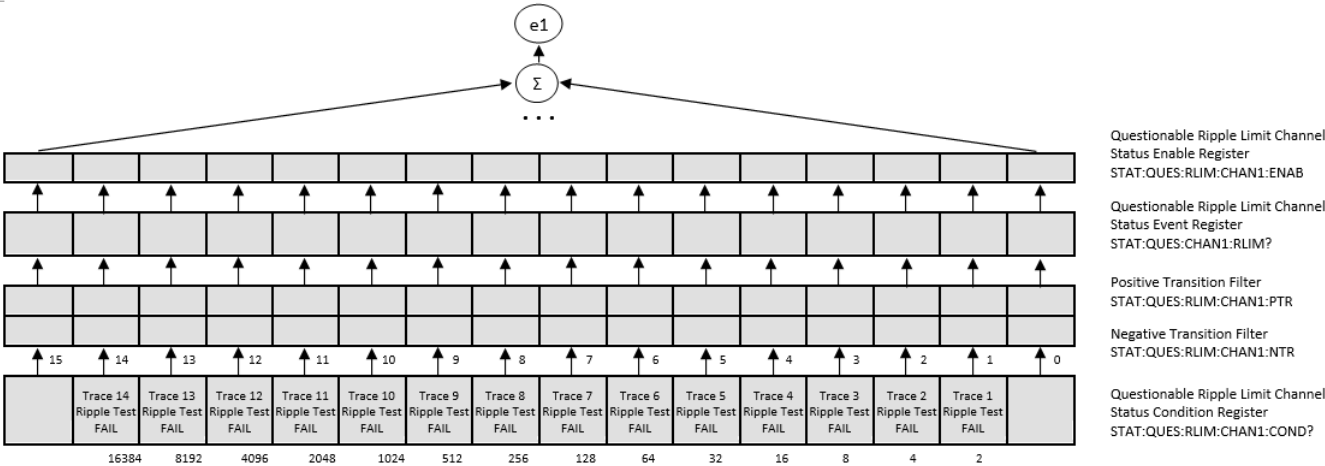 e1
Σ
...
Questionable Ripple Limit Channel
Status Enable Register
STAT:QUES:RLIM:CHAN1:ENAB
Questionable Ripple Limit Channel
Status Event Register
STAT:QUES:CHAN1:RLIM?
Positive Transition Filter
STAT:QUES:RLIM:CHAN1:PTR
Negative Transition Filter
STAT:QUES:RLIM:CHAN1:NTR
15 14 13 12 11 10 9 8 7 6 5 4 3 2 1 0
Trace 14 Trace 13 Trace 12 Trace 11 Trace 10 Trace 9 Trace 8 Trace 7 Trace 6 Trace 5 Trace 4 Trace 3 Trace 2 Trace 1
Ripple Test Ripple Test Ripple Test Ripple Test Ripple Test Ripple Test Ripple Test Ripple Test Ripple Test Ripple Test Ripple Test Ripple Test Ripple Test Ripple Test
FAIL FAIL FAIL FAIL FAIL FAIL FAIL FAIL FAIL FAIL FAIL FAIL FAIL FAIL
Questionable Ripple Limit Channel
Status Condition Register
STAT:QUES:RLIM:CHAN1:COND?
16384 8192 4096 2048 1024 512 256 128 64 32 16 8 4 2